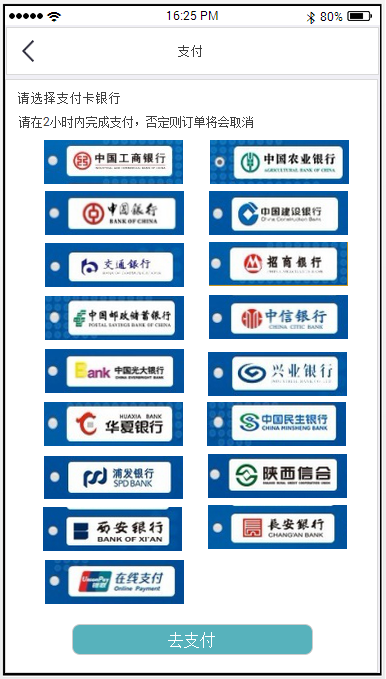 16:25 PM
80%
支付
请选择支付卡银行
请在2小时内完成支付，否定则订单将会取消
中国工商银行
中国农业银行
AGRICULTURAL BANK OF CHINA
中国银行
BANK OF CHINA
中国建设银行
China Construction Bank
交通银行
招商银行
中国邮政储蓄银行
POSTAL SAVINGS BANK OF CHINA
中信银行
CHINA CITIC BANK
Bank 中国光大银行
CHINA EVERBRIGHT BANK
兴业银行
HUAXIA BANK
华夏银行
中国民生银行
CHINA MINSHENG BANK
浦发银行
SPD BANK
陕西信合
西安银行
BANK OF XI'AN
長安銀行
CHANG'AN BANK
UnionPay
银联
在线支付
Online Payment
去支付